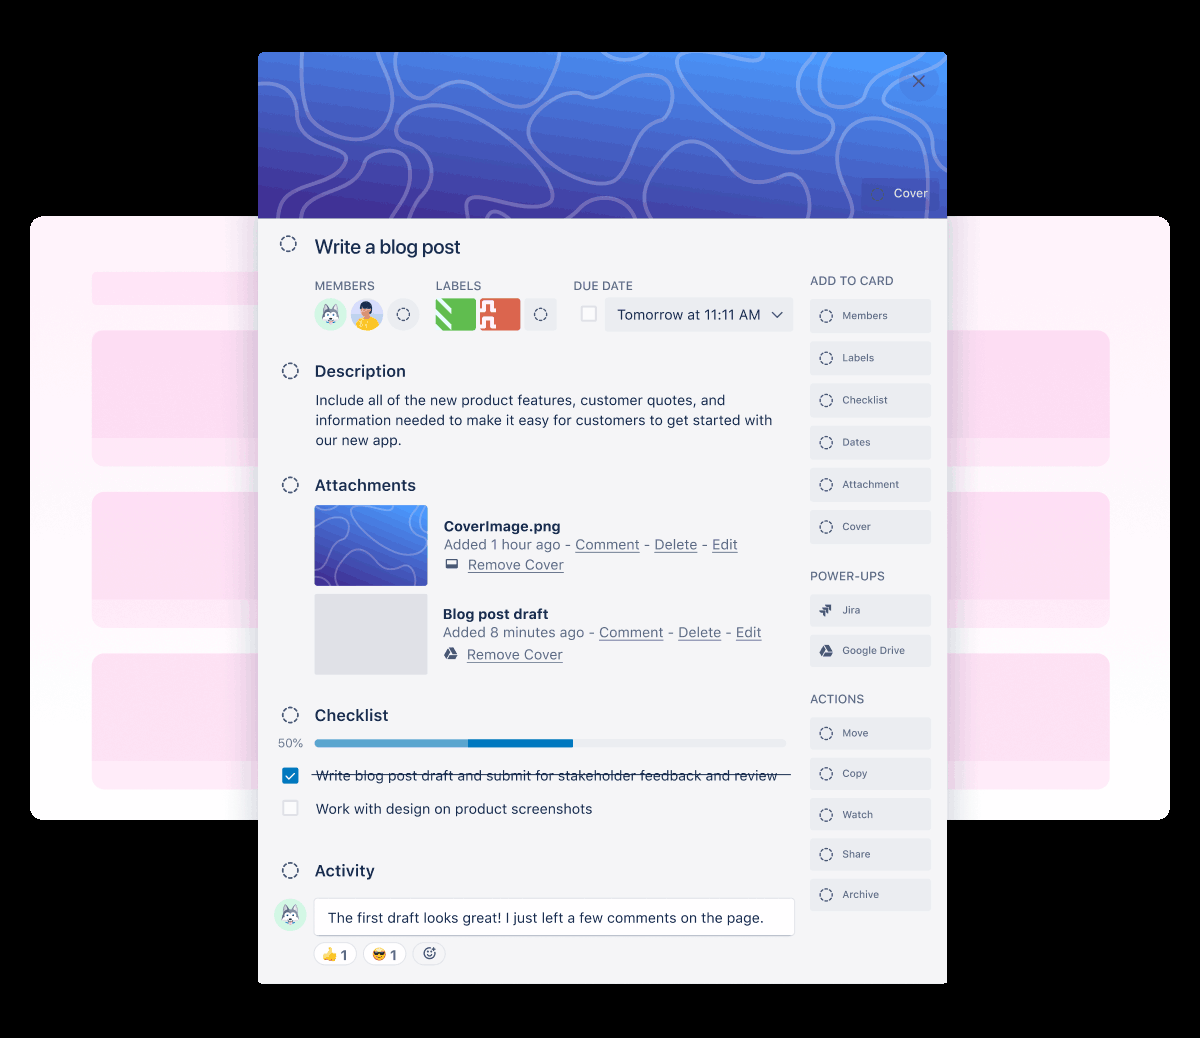 Cover
Write a blog post
MEMBERS
LABELS
DUE DATE
Tomorrow at 11:11 AM
Description
Include all of the new product features, customer quotes, and
information needed to make it easy for customers to get started with
our new app.
Attachments
CoverImage.png
Added 1 hour ago - Comment - Delete - Edit
Remove Cover
Blog post draft
Added 8 minutes ago - Comment - Delete - Edit
Remove Cover
Checklist
50%
Write blog post draft and submit for stakeholder feedback and review
Work with design on product screenshots
Activity
The first draft looks great! I just left a few comments on the page.
👍 1
😎 1
ADD TO CARD
Members
Labels
Checklist
Dates
Attachment
Cover
POWER-UPS
Jira
Google Drive
ACTIONS
Move
Copy
Watch
Share
Archive